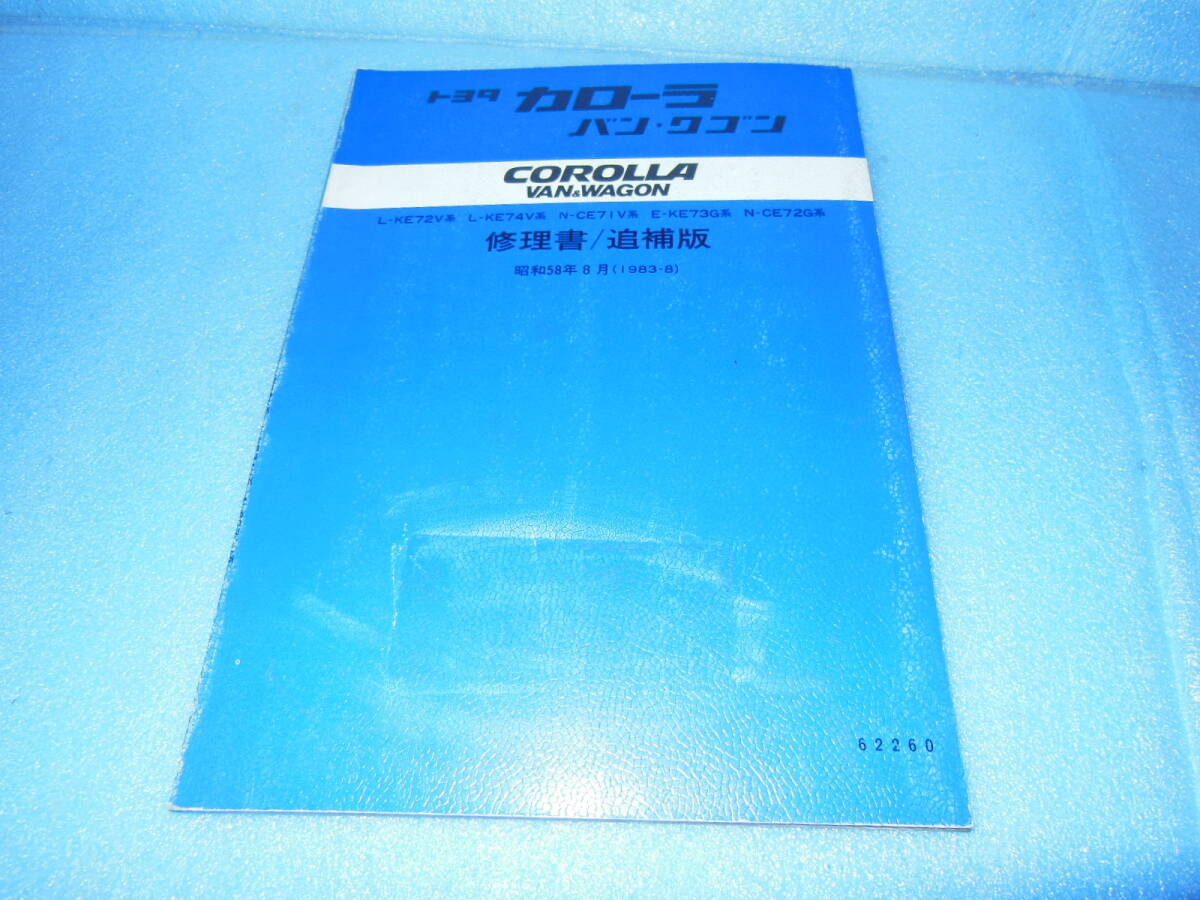 トヨタ カローラ
バン・ワゴン
COROLLA
VAN&WAGON
L-KE72V系 L-KE74V系 N-CE71V系 E-KE73G系 N-CE72G系
修理書/追補版
昭和58年8月(1983-8)
62260